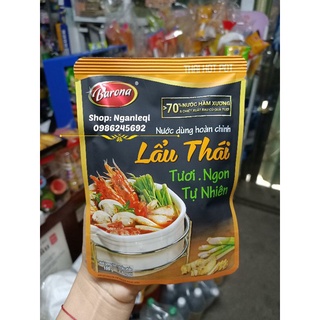 Barona
Shop: Nganleqi
0986245692
>70% NƯỚC HẦM XƯƠNG
Nước dùng hoàn chỉnh
Lẩu Thái
Tươi . Ngon
Tự Nhiên